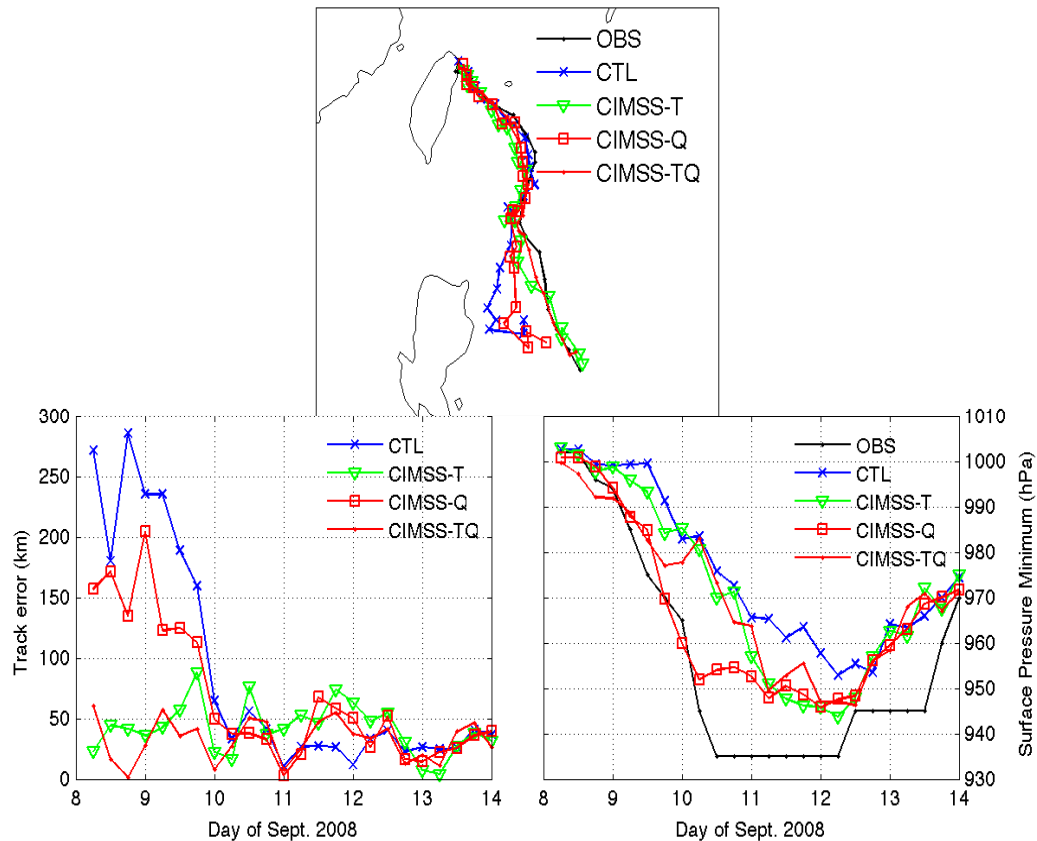 OBS
CTL
CIMSS-T
CIMSS-Q
CIMSS-TQ
300
250
200
150
100
50
0
Track error (km)
CTL
CIMSS-T
CIMSS-Q
CIMSS-TQ
8 9 10 11 12 13 14
Day of Sept. 2008
OBS
CTL
CIMSS-T
CIMSS-Q
CIMSS-TQ
1010
1000
990
980
970
960
950
940
930
Surface Pressure Minimum (hPa)
8 9 10 11 12 13 14
Day of Sept. 2008